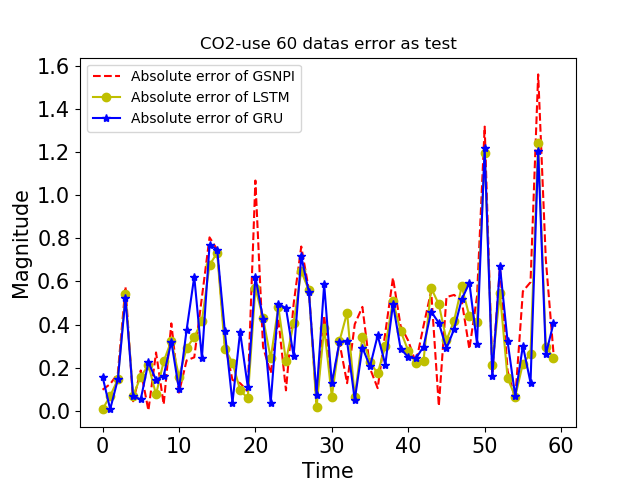 CO2-use 60 datas error as test
Absolute error of GSNPI
Absolute error of LSTM
Absolute error of GRU
Magnitude
1.6
1.4
1.2
1.0
0.8
0.6
0.4
0.2
0.0
0 10 20 30 40 50 60
Time